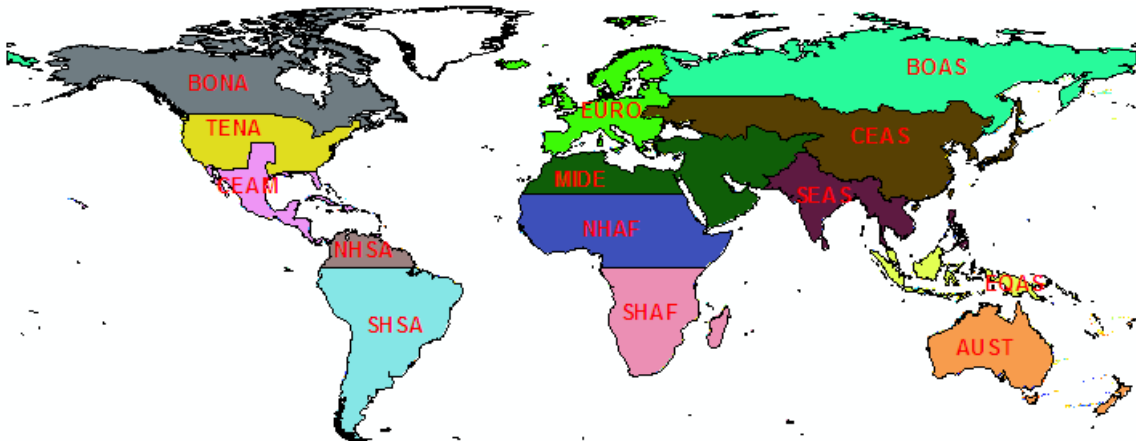 BONA
BOAS
TENA
EURO
CEAS
CEAM
MIDE
SEAS
NHAF
NHSA
EQAS
SHAF
SHSA
AUST